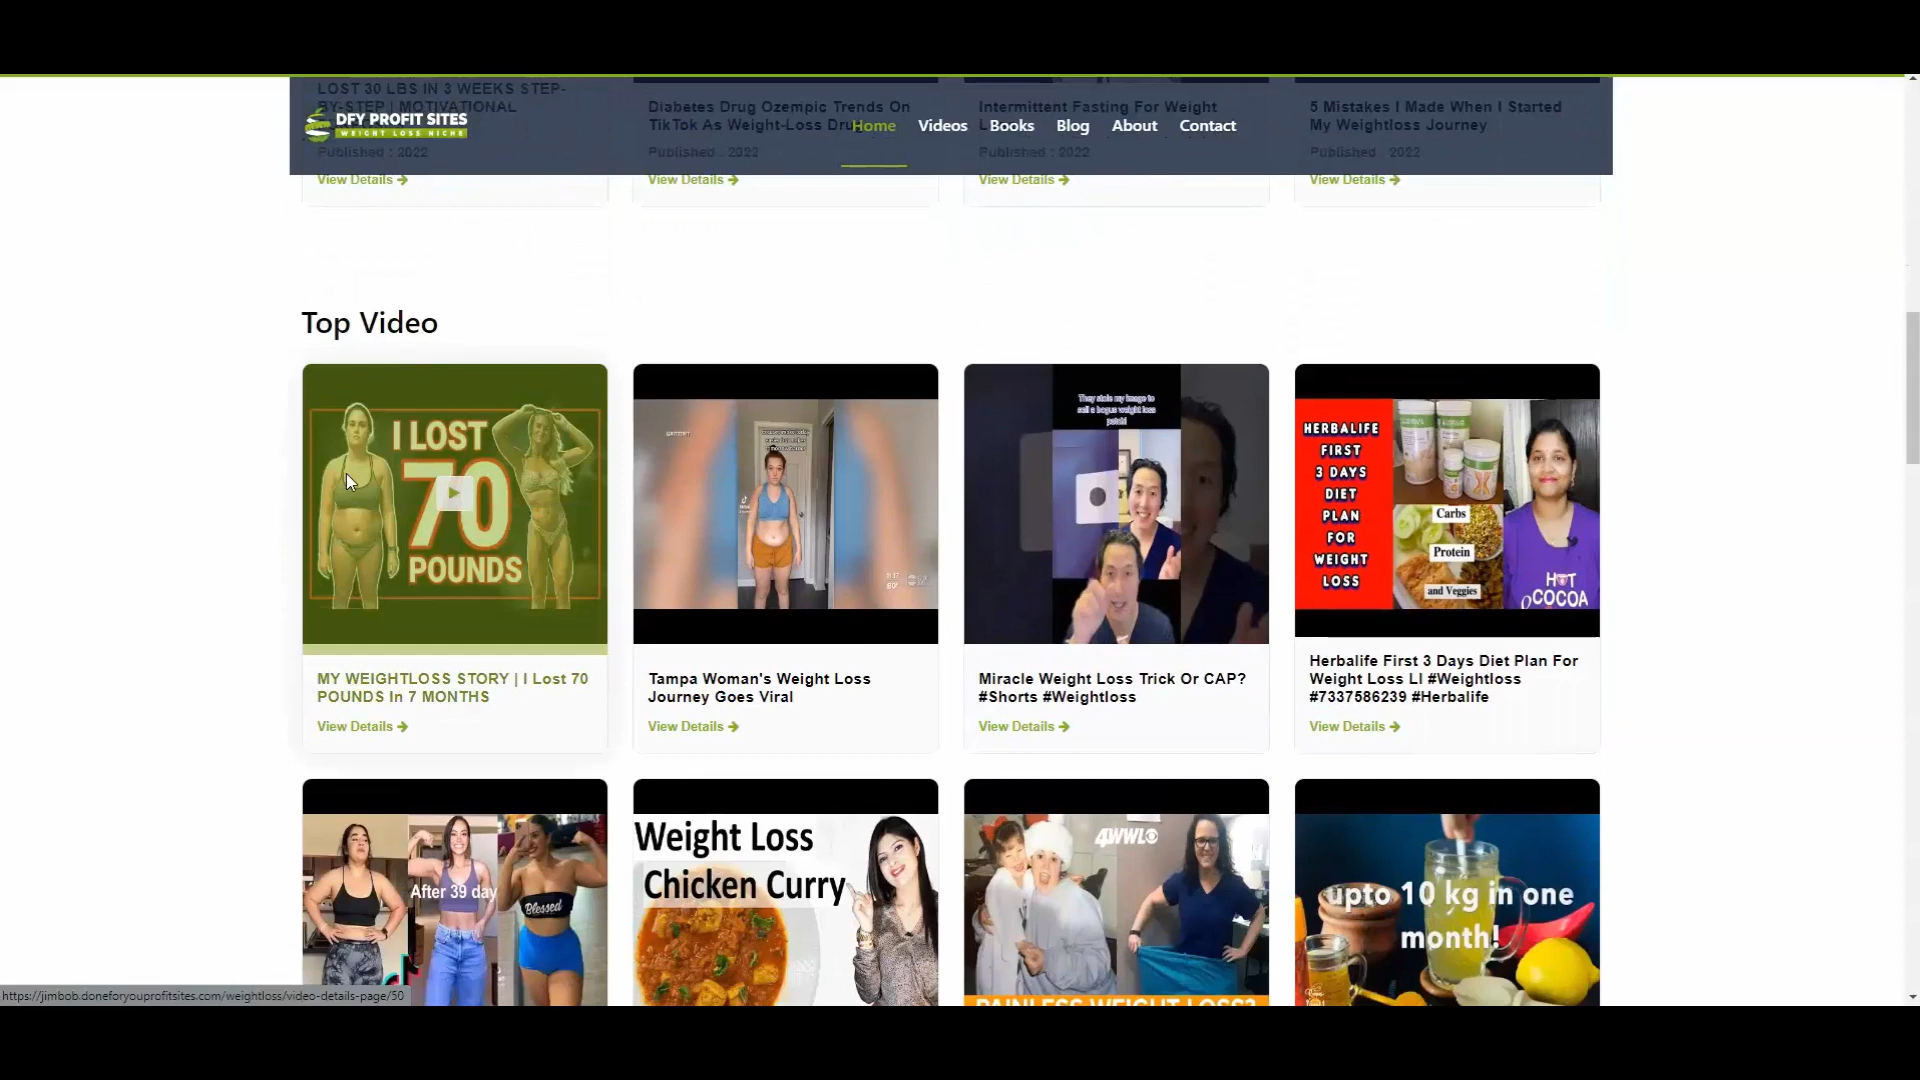 LOST 30 LBS IN 3 WEEKS STEP-
BY-STEP | MOTIVATIONAL
DFY PROFIT SITES
WEIGHT LOSS NICHE
Published : 2022
View Details →
Diabetes Drug Ozempic Trends On
TikTok As Weight-Loss Drug
Published : 2022
View Details →
Intermittent Fasting For Weight
Published : 2022
View Details →
5 Mistakes I Made When I Started
My Weightloss Journey
Published : 2022
View Details →
Home Videos Books Blog About Contact
Top Video
I LOST
70
POUNDS
MY WEIGHTLOSS STORY | I Lost 70
POUNDS In 7 MONTHS
View Details →
Tampa Woman's Weight Loss
Journey Goes Viral
View Details →
They stole my image to
sell a bogus weight loss
patch!
Miracle Weight Loss Trick Or CAP?
#Shorts #Weightloss
View Details →
HERBALIFE
FIRST
3 DAYS
DIET
PLAN
FOR
WEIGHT
LOSS
Carbs
Protein
and Veggies
HOT
COCOA
Herbalife First 3 Days Diet Plan For
Weight Loss LI #Weightloss
#7337586239 #Herbalife
View Details →
After 39 day
Blessed
Weight Loss
Chicken Curry
4WWL
PAINLESS WEIGHT LOSS?
upto 10 kg in one
month!
https://jimbob.doneforyouprofitsites.com/weightloss/video-details-page/50